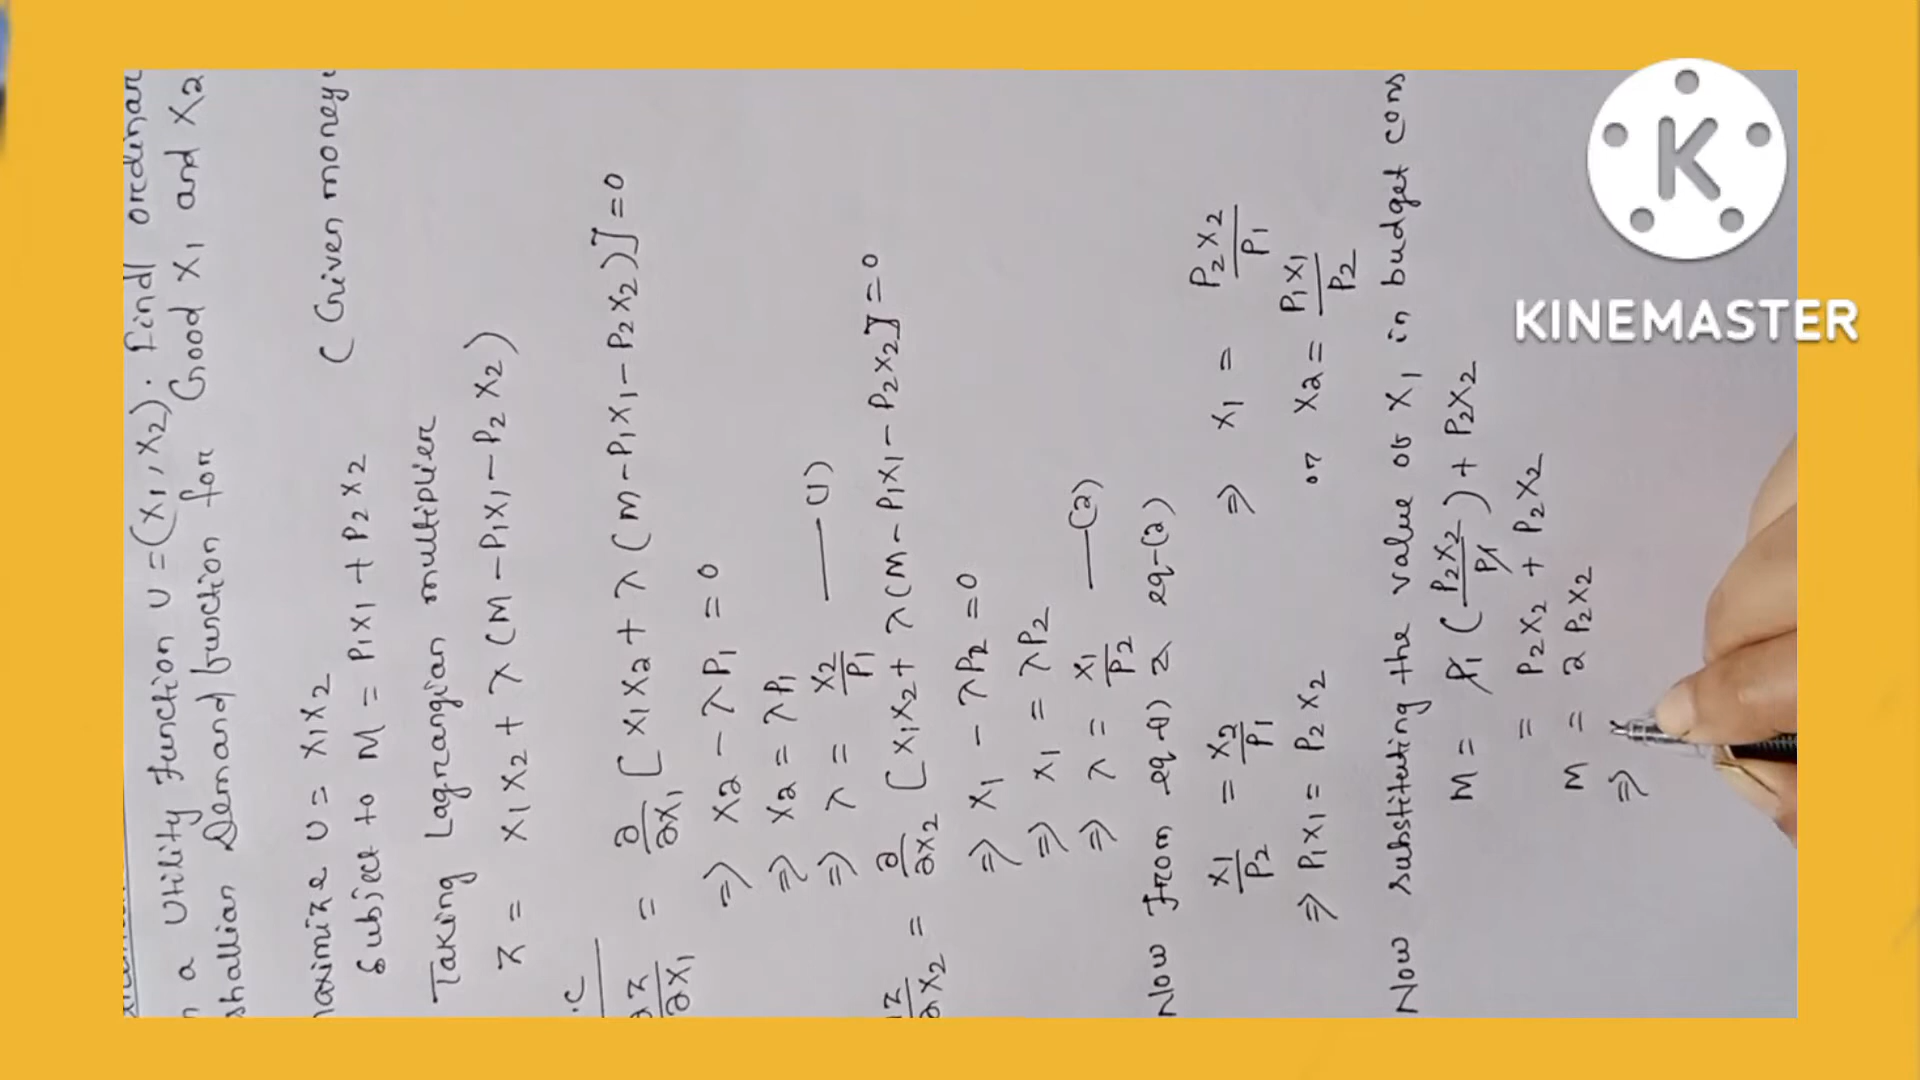 a Utility function U = (X1, X2). Find
shallian Demand function for Good X1 and X2
U = X1X2
Subject to M = P1X1 + P2X2 (Given money
Taking Lagrangian multiplier
Z = X1X2 + λ (M - P1X1 - P2X2)
∂Z/∂X1 = ∂/∂X1 [X1X2 + λ (M - P1X1 - P2X2)] = 0
⇒ X2 - λP1 = 0
⇒ X2 = λP1
⇒ λ = X2/P1 —— (1)
∂X2 = ∂/∂X2 [X1X2 + λ(M - P1X1 - P2X2] = 0
⇒ X1 - λP2 = 0
⇒ X1 = λP2
⇒ λ = X1/P2 —— (2)
Now From eq-(1) & eq-(2)
X1/P2 = X2/P1 ⇒ X1 = P2X2/P1
⇒ P1X1 = P2X2 or X2 = P1X1/P2
Now substituting the value of X1 in budget cons
M = P1 (P2X2/P1) + P2X2
= P2X2 + P2X2
M = 2P2X2
⇒
KINEMASTER